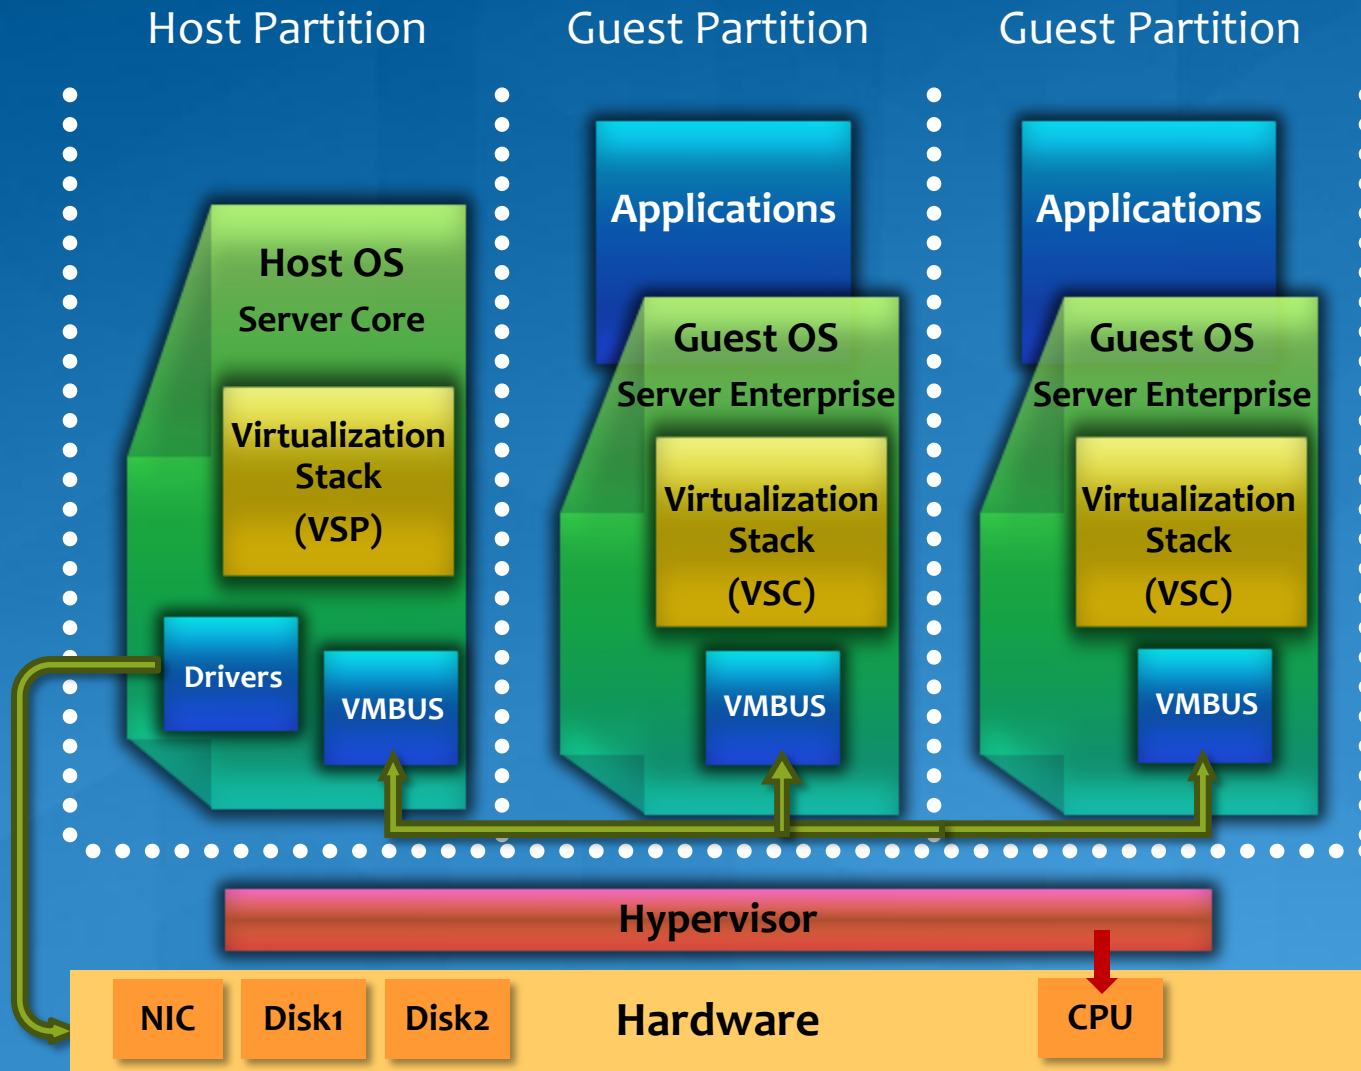 Host Partition
Guest Partition
Guest Partition
Host OS
Server Core
Virtualization
Stack
(VSP)
Drivers
VMBUS
Applications
Guest OS
Server Enterprise
Virtualization
Stack
(VSC)
VMBUS
Applications
Guest OS
Server Enterprise
Virtualization
Stack
(VSC)
VMBUS
Hypervisor
NIC
Disk1
Disk2
Hardware
CPU